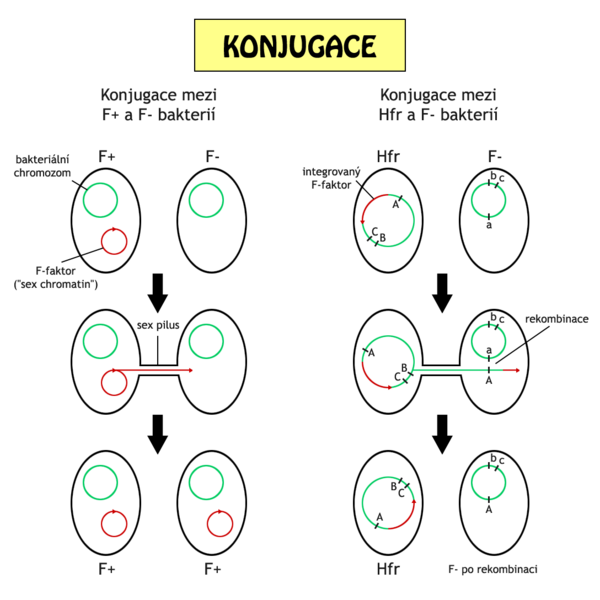 KONJUGACE
Konjugace mezi
F+ a F- bakterií
F+
F-
bakteriální
chromozom
F-faktor
("sex chromatin")
sex pilus
F+
F+
Konjugace mezi
Hfr a F- bakterií
Hfr
F-
integrovaný
F-faktor
A
C
B
b
c
a
rekombinace
A
B
C
b
c
a
A
B
C
A
b
c
A
Hfr
F- po rekombinaci